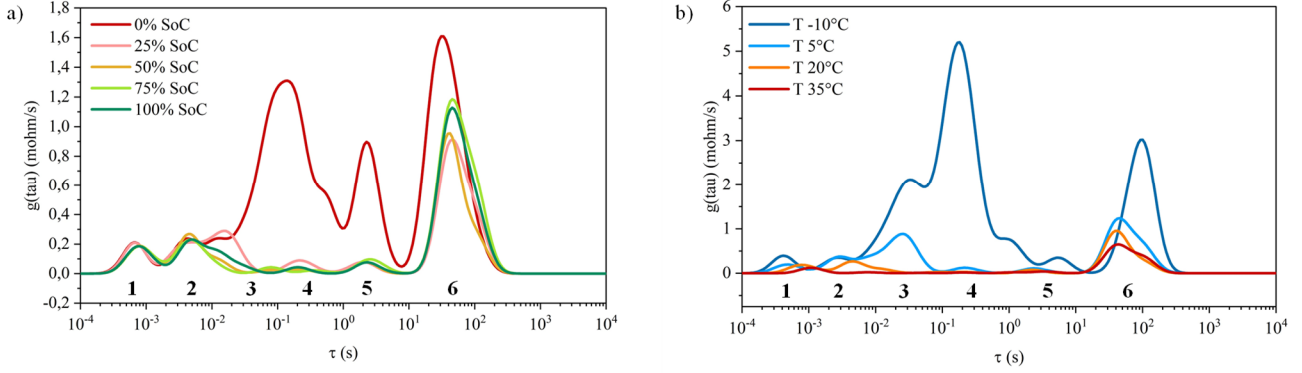 a)
1,8
1,6
1,4
1,2
1,0
0,8
0,6
0,4
0,2
0,0
-0,2
g(tau) (mohm/s)
0% SoC
25% SoC
50% SoC
75% SoC
100% SoC
1 2 3 4 5 6
10^-4 10^-3 10^-2 10^-1 10^0 10^1 10^2 10^3 10^4
τ (s)
b)
6
5
4
3
2
1
0
g(tau) (mohm/s)
T -10°C
T 5°C
T 20°C
T 35°C
1 2 3 4 5 6
10^-4 10^-3 10^-2 10^-1 10^0 10^1 10^2 10^3 10^4
τ (s)